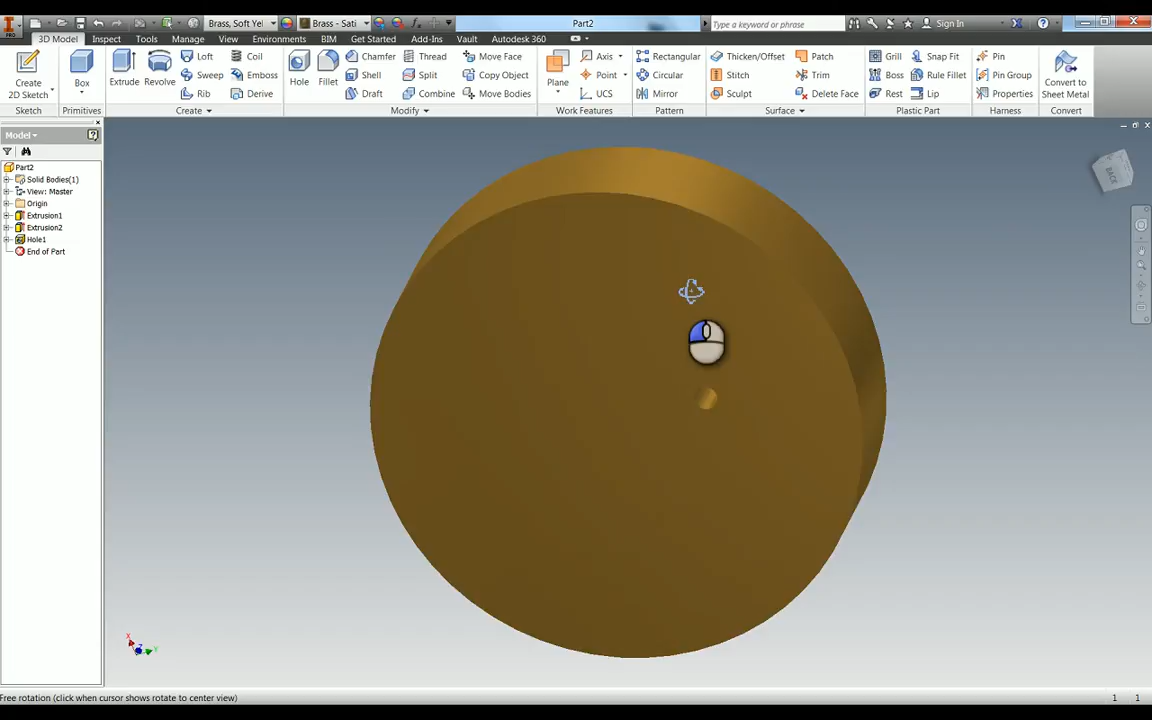 Brass, Soft Yel
Brass - Sati
Part2
Type a keyword or phrase
Sign In
3D Model
Inspect
Tools
Manage
View
Environments
BIM
Get Started
Add-Ins
Vault
Autodesk 360
Create
2D Sketch
Sketch
Box
Primitives
Extrude
Revolve
Loft
Coil
Sweep
Emboss
Rib
Derive
Create
Hole
Fillet
Chamfer
Thread
Move Face
Shell
Split
Copy Object
Draft
Combine
Move Bodies
Modify
Plane
Axis
Point
UCS
Work Features
Rectangular
Circular
Mirror
Pattern
Thicken/Offset
Patch
Stitch
Trim
Sculpt
Delete Face
Surface
Grill
Snap Fit
Boss
Rule Fillet
Rest
Lip
Plastic Part
Pin
Pin Group
Properties
Harness
Convert to
Sheet Metal
Convert
Model
Part2
Solid Bodies(1)
View: Master
Origin
Extrusion1
Extrusion2
Hole1
End of Part
BACK
X
Z
Y
Free rotation (click when cursor shows rotate to center view)
1 1